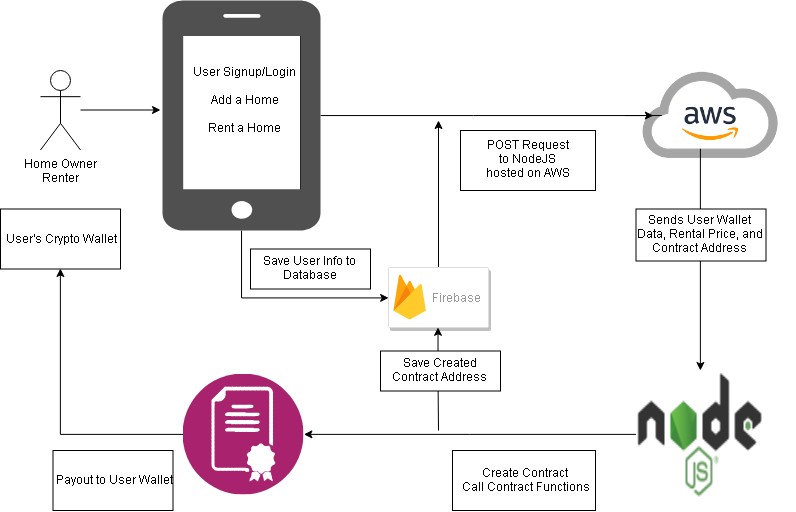 User Signup/Login
Add a Home
Rent a Home
Home Owner
Renter
aws
POST Request
to NodeJS
hosted on AWS
User's Crypto Wallet
Sends User Wallet
Data, Rental Price, and
Contract Address
Save User Info to
Database
Firebase
Save Created
Contract Address
node
JS
Payout to User Wallet
Create Contract
Call Contract Functions